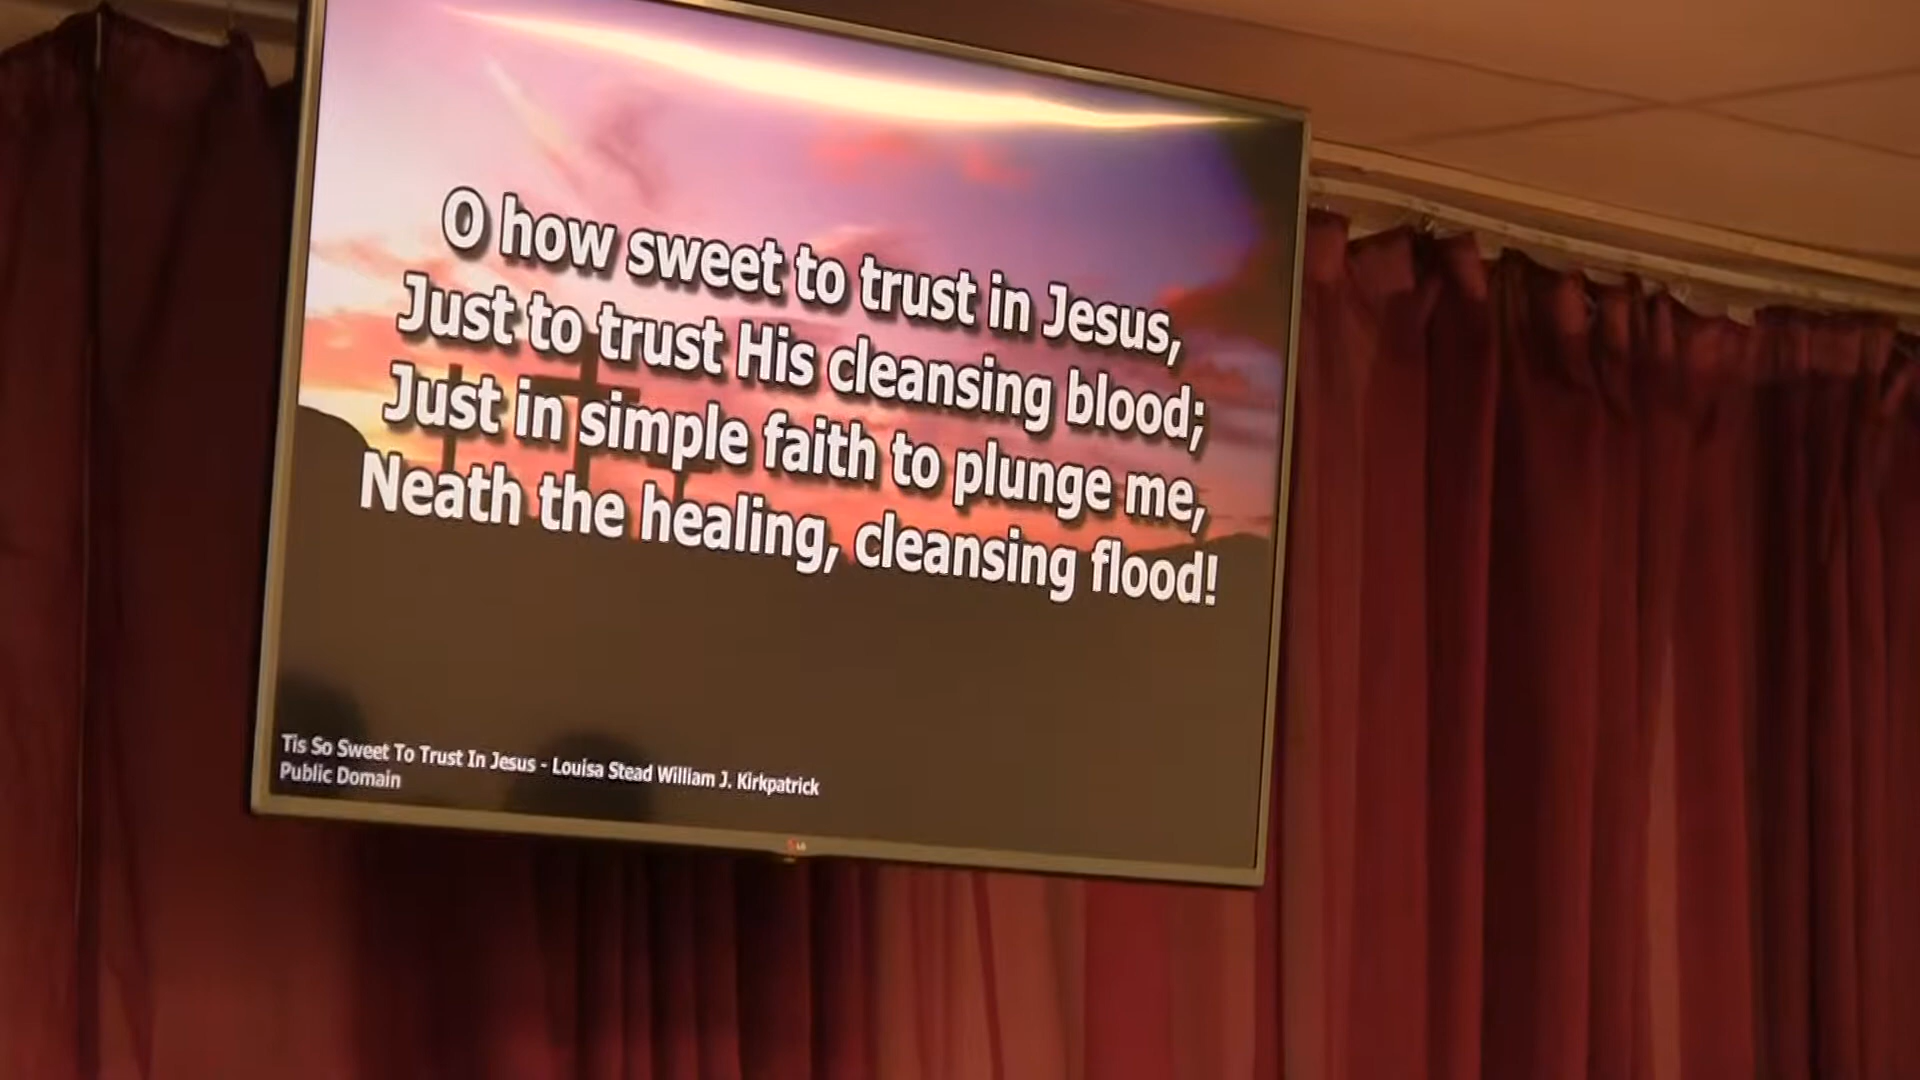 O how sweet to trust in Jesus,
Just to trust His cleansing blood;
Just in simple faith to plunge me,
Neath the healing, cleansing flood!
Tis So Sweet To Trust In Jesus - Louisa Stead William J. Kirkpatrick
Public Domain
LG